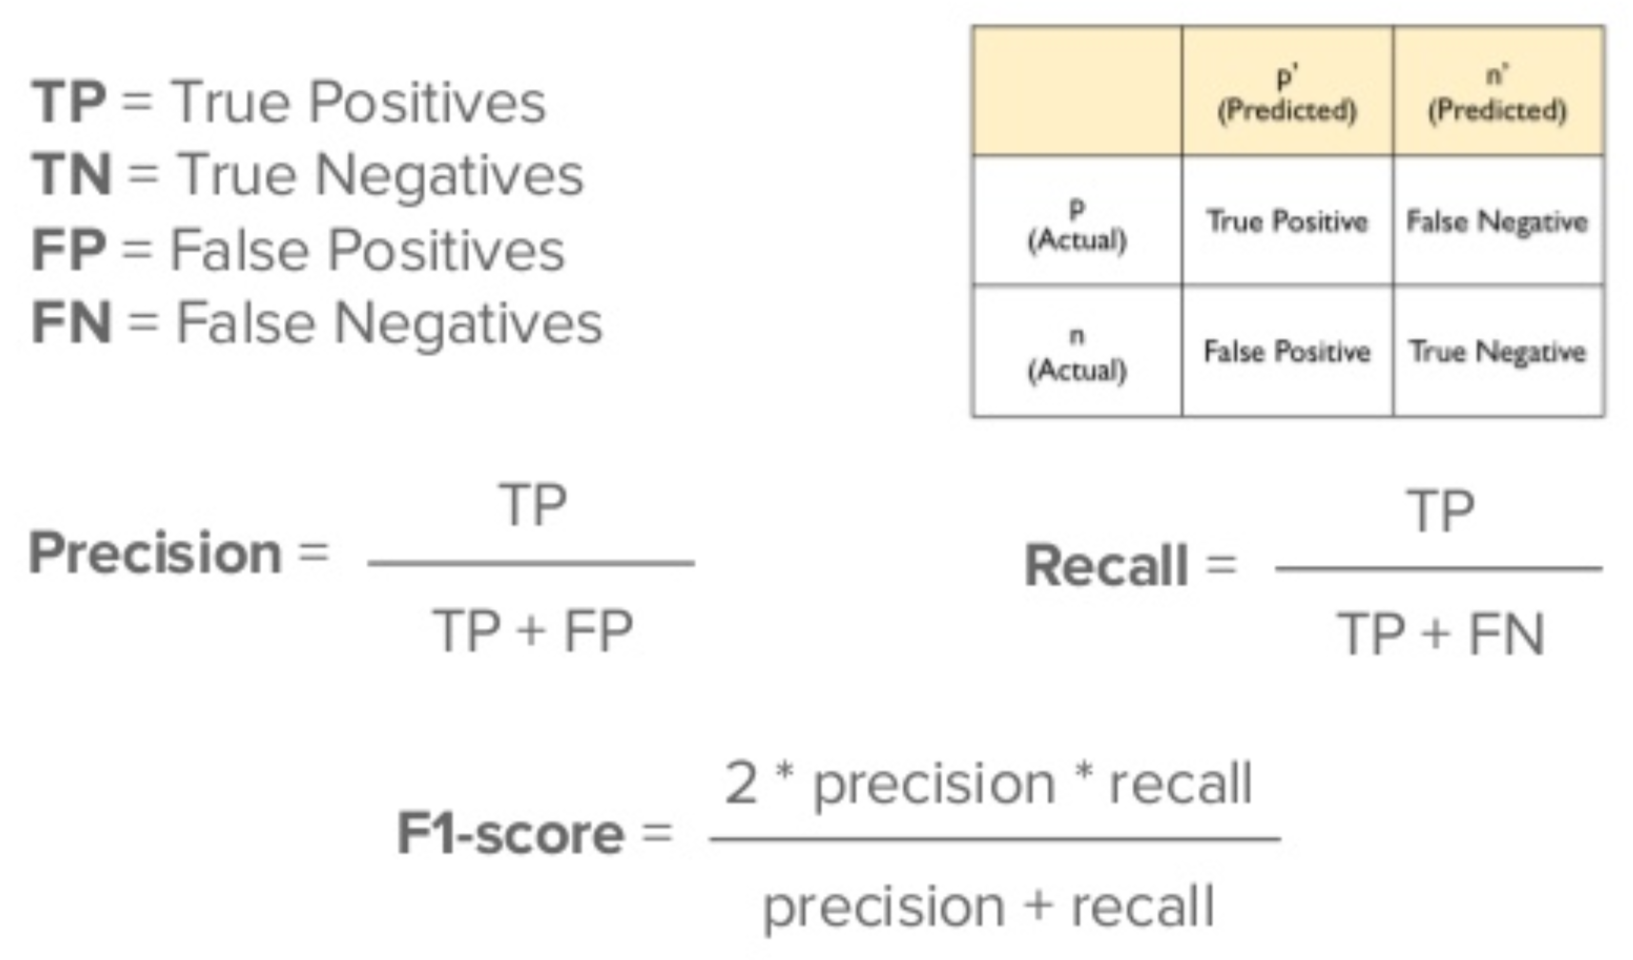 TP = True Positives
TN = True Negatives
FP = False Positives
FN = False Negatives
p'
(Predicted)
n'
(Predicted)
p
(Actual)
True Positive
False Negative
n
(Actual)
False Positive
True Negative
Precision =
TP
TP + FP
Recall =
TP
TP + FN
F1-score =
2 * precision * recall
precision + recall